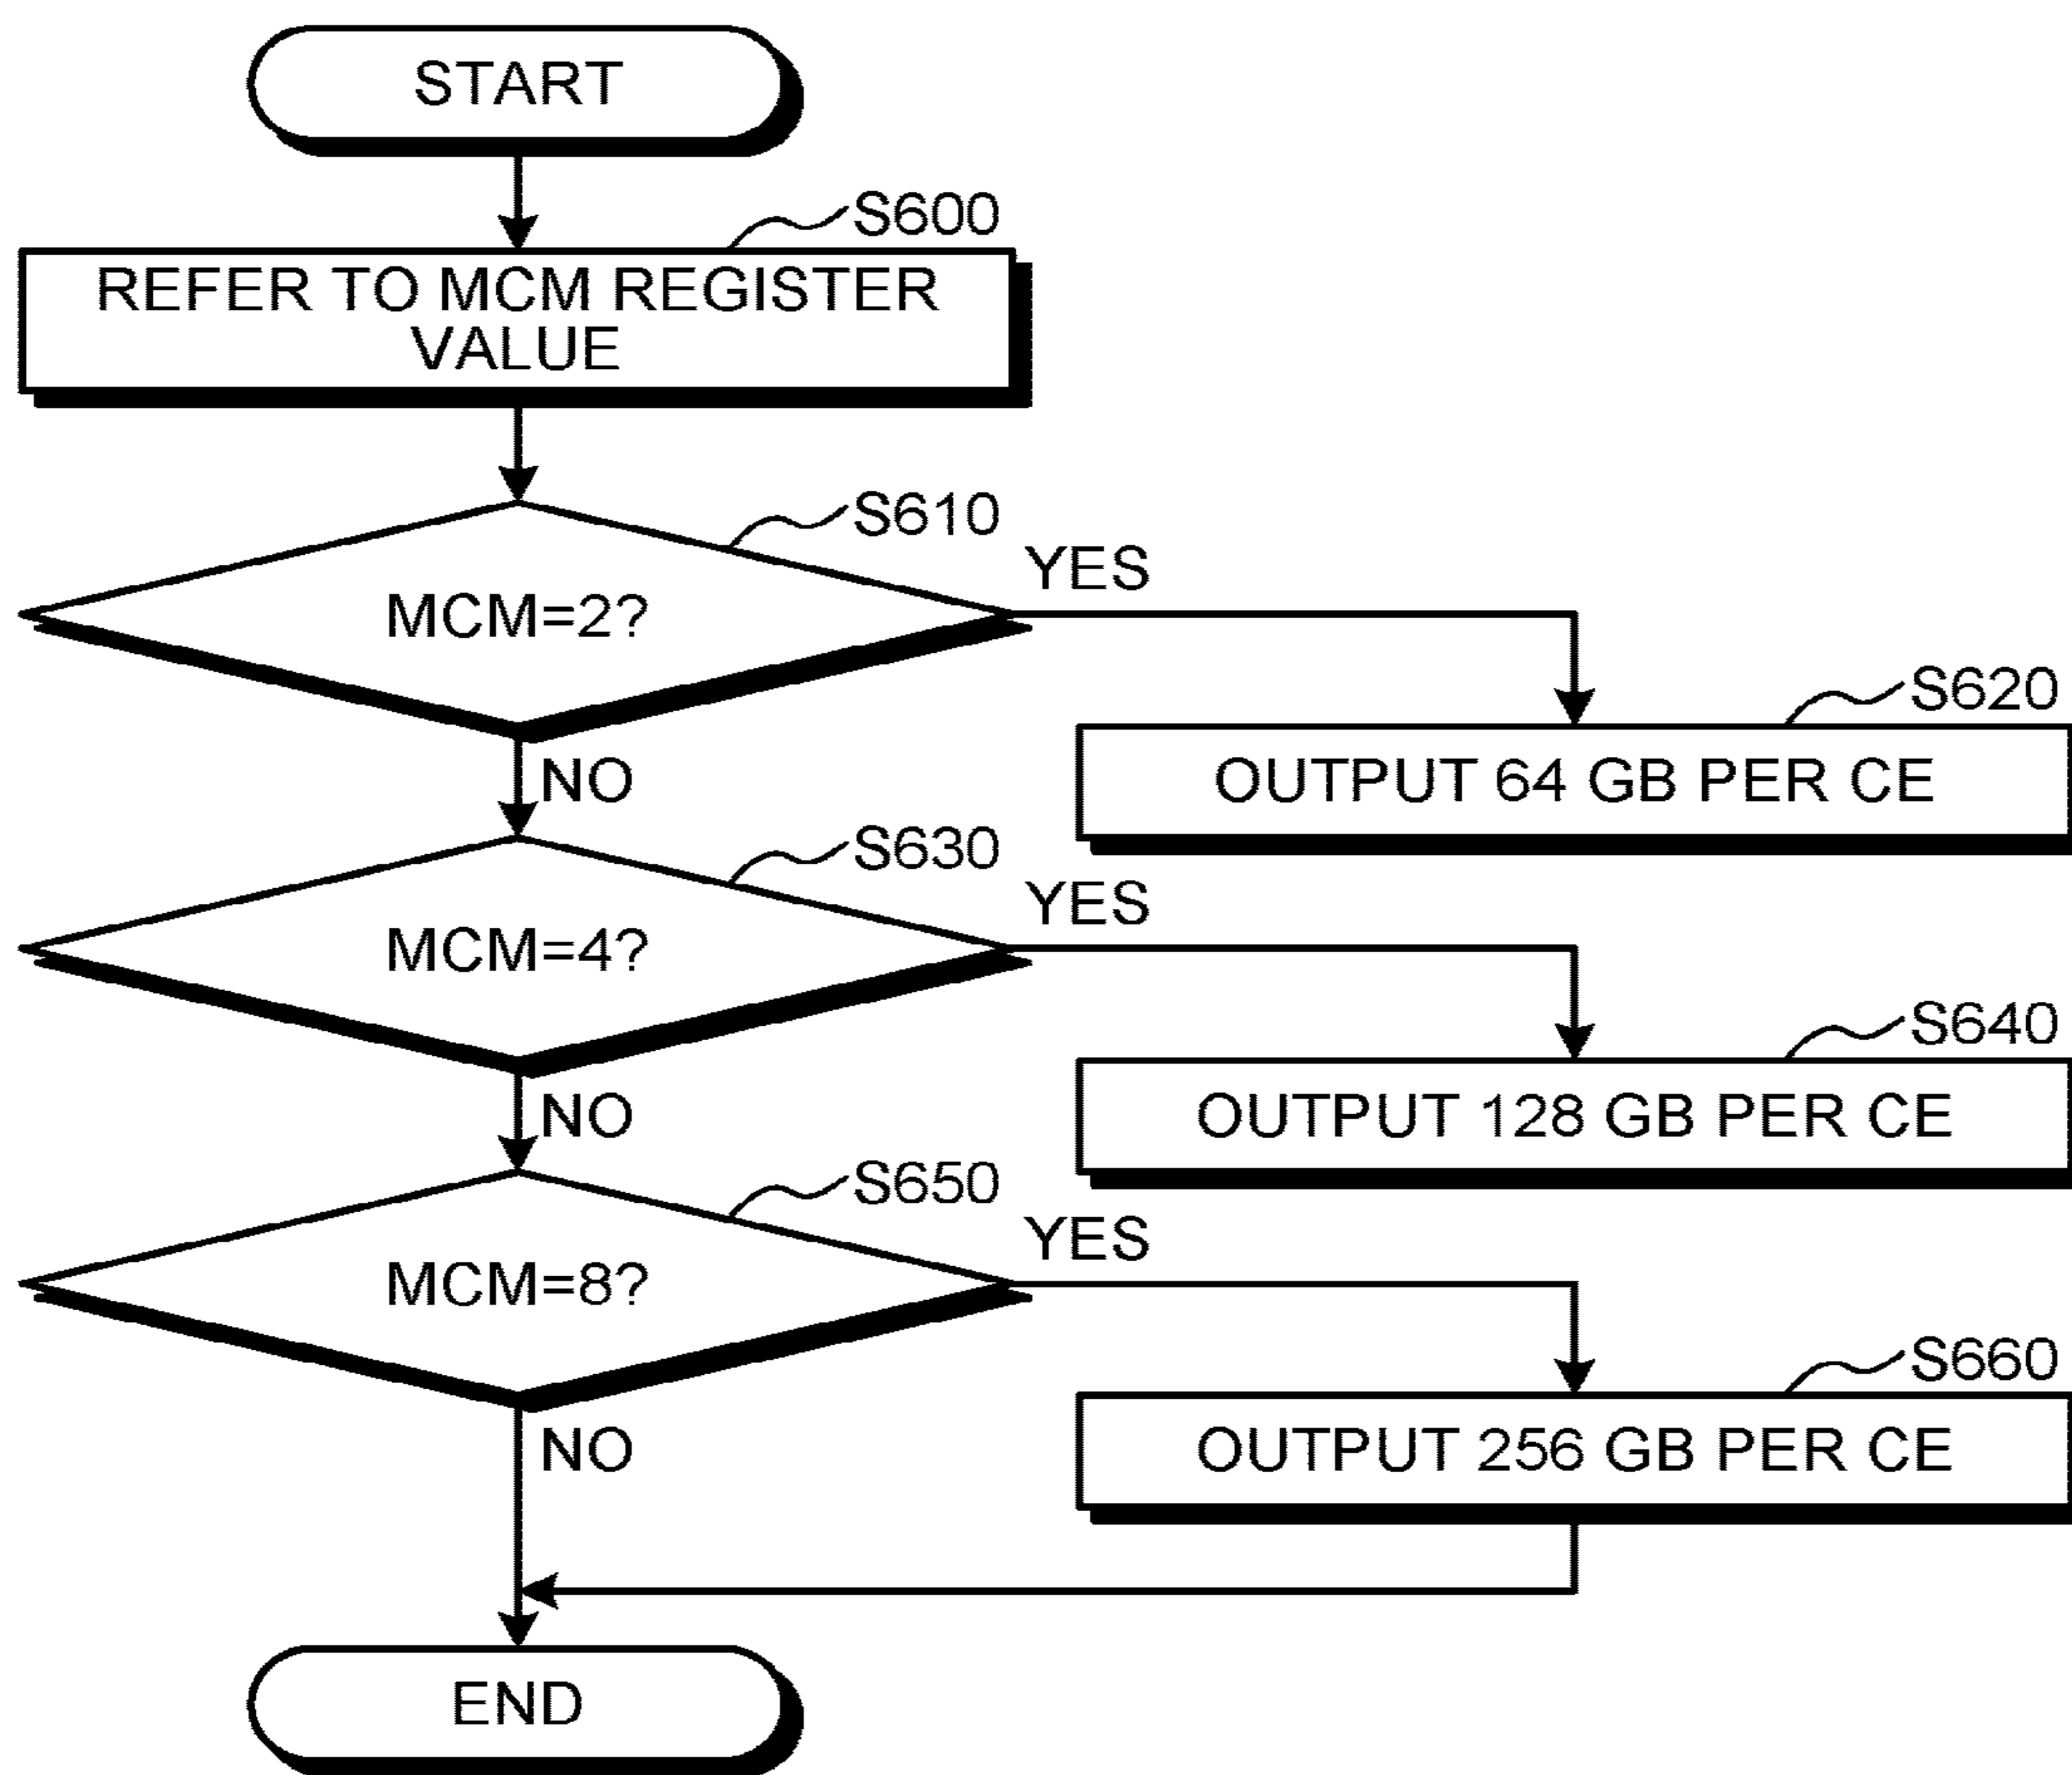 START
S600
REFER TO MCM REGISTER
VALUE
S610
MCM=2?
YES
S620
OUTPUT 64 GB PER CE
NO
S630
MCM=4?
YES
S640
OUTPUT 128 GB PER CE
NO
S650
MCM=8?
YES
S660
OUTPUT 256 GB PER CE
NO
END